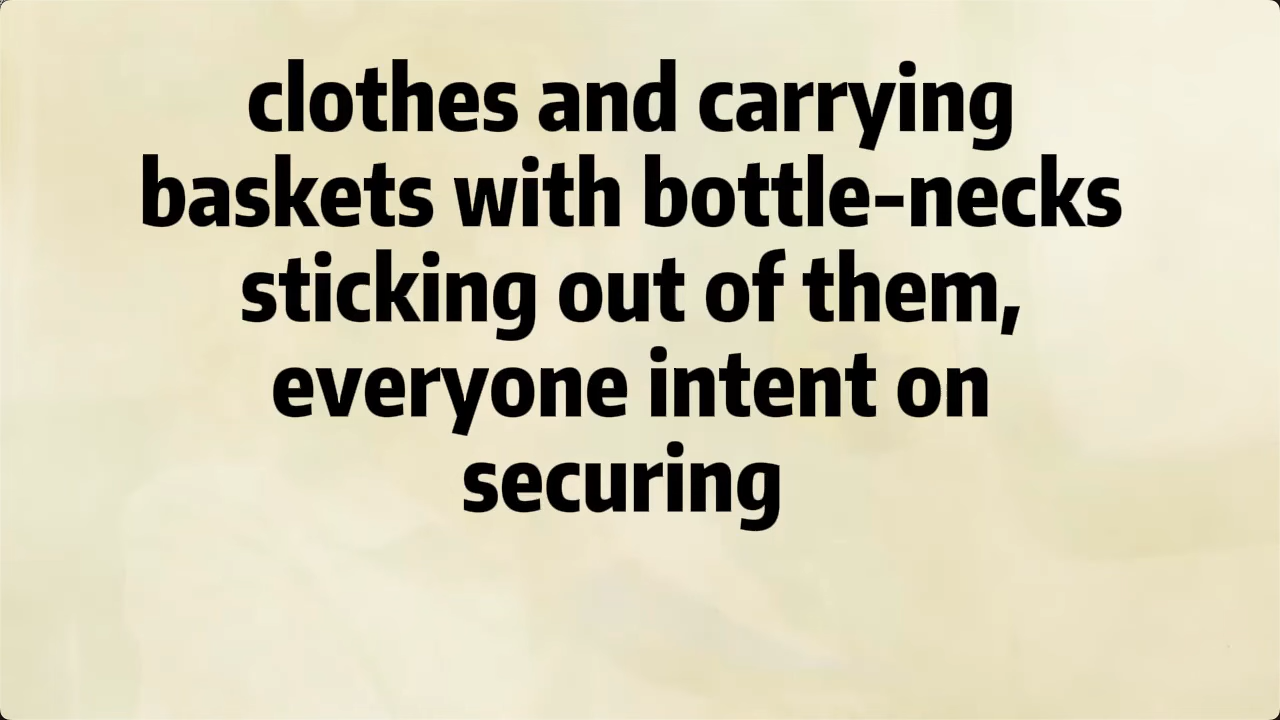 clothes and carrying
baskets with bottle-necks
sticking out of them,
everyone intent on
securing